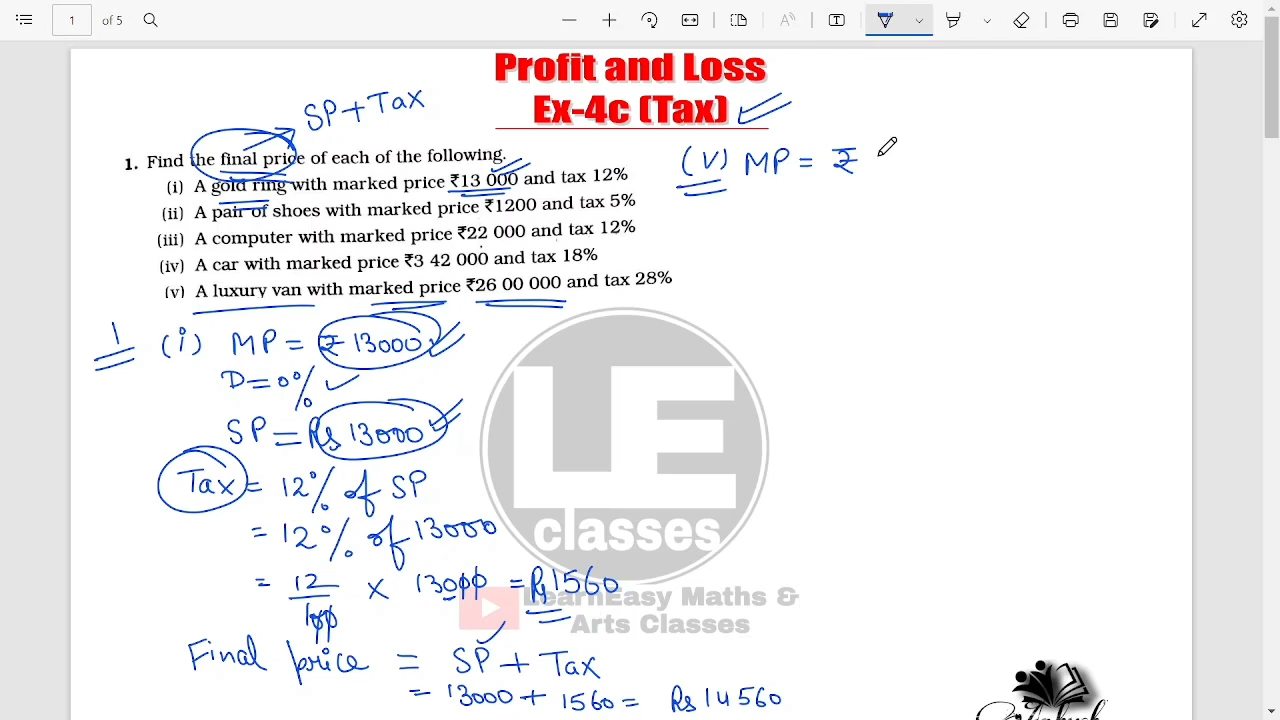 1 of 5
Profit and Loss
Ex-4c (Tax)
SP+Tax
1. Find the final price of each of the following.
(i) A gold ring with marked price ₹13 000 and tax 12%
(ii) A pair of shoes with marked price ₹1200 and tax 5%
(iii) A computer with marked price ₹22 000 and tax 12%
(iv) A car with marked price ₹3 42 000 and tax 18%
(v) A luxury van with marked price ₹26 00 000 and tax 28%
(V) MP = ₹
1 (i) MP = ₹ 13000
D = 0%
SP = Rs 13000
Tax = 12% of SP
= 12% of 13000
= 12/100 × 13000 = Rs 1560
Final price = SP + Tax
= 13000 + 1560 = Rs 14560
LE
classes
LearnEasy Maths &
Arts Classes